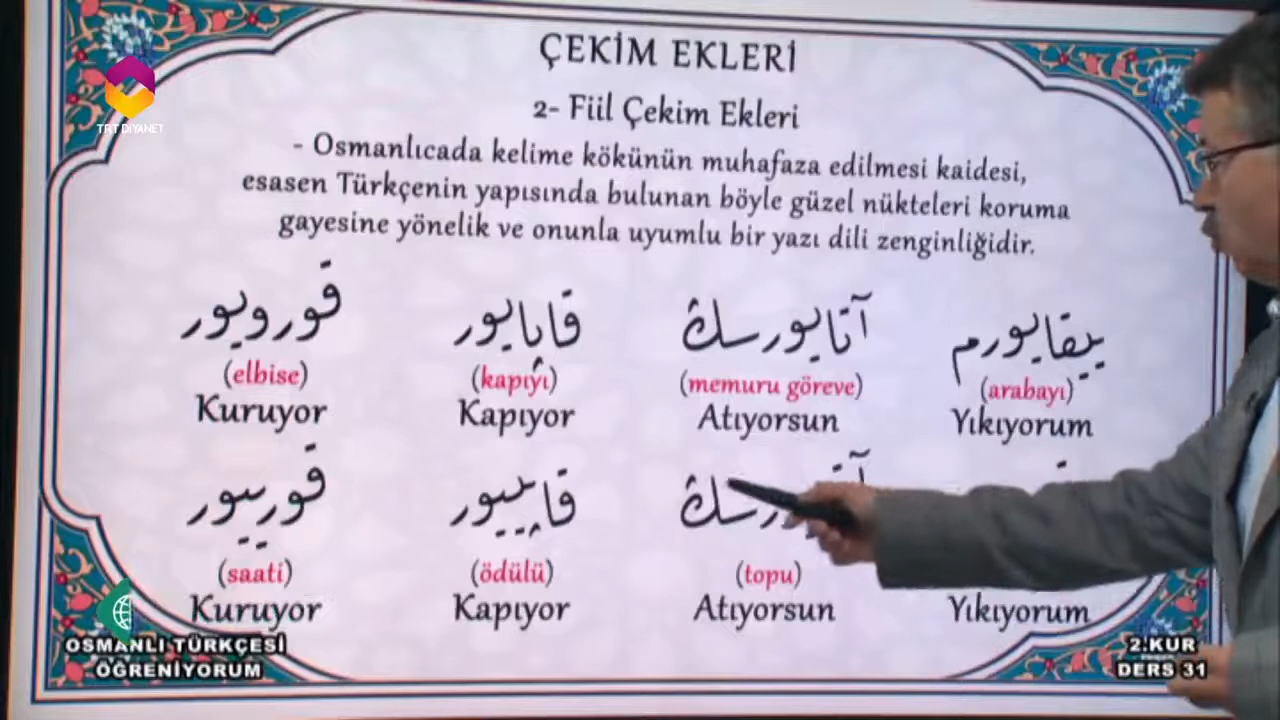 TRT DİYANET
ÇEKİM EKLERİ
2- Fiil Çekim Ekleri
- Osmanlıcada kelime kökünün muhafaza edilmesi kaidesi,
esasen Türkçenin yapısında bulunan böyle güzel nükteleri koruma
gayesine yönelik ve onunla uyumlu bir yazı dili zenginliğidir.
ييقايورم آتايورسڭ قاپايور قورويور
(elbise) (kapıyı) (memuru göreve) (arabayı)
Kuruyor Kapıyor Atıyorsun Yıkıyorum
قاپييور قورييور
(saati) (ödülü) (topu)
Kuruyor Kapıyor Atıyorsun Yıkıyorum
OSMANLI TÜRKÇESİ
ÖĞRENİYORUM
2.KUR
DERS 31